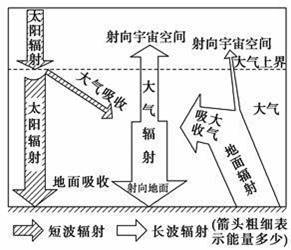 太阳辐射
射向宇宙空间
射向宇宙空间
大气上界
大气吸收
太阳辐射
大气辐射
大气吸收
大气
地面辐射
地面吸收
射向地面
短波辐射
长波辐射
(箭头粗细表
示能量多少)